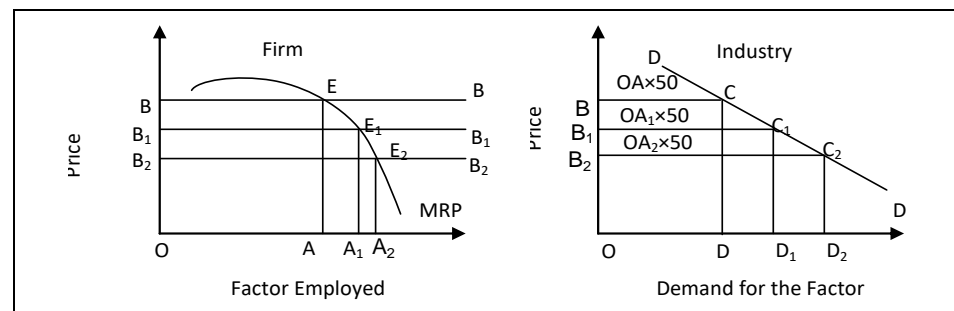 Firm
Price
B
B₁
B₂
E
E₁
E₂
B
B₁
B₂
MRP
O
A
A₁
A₂
Factor Employed
Industry
Price
D
OA×50
C
B
OA₁×50
C₁
B₁
OA₂×50
C₂
B₂
D
O
D
D₁
D₂
Demand for the Factor